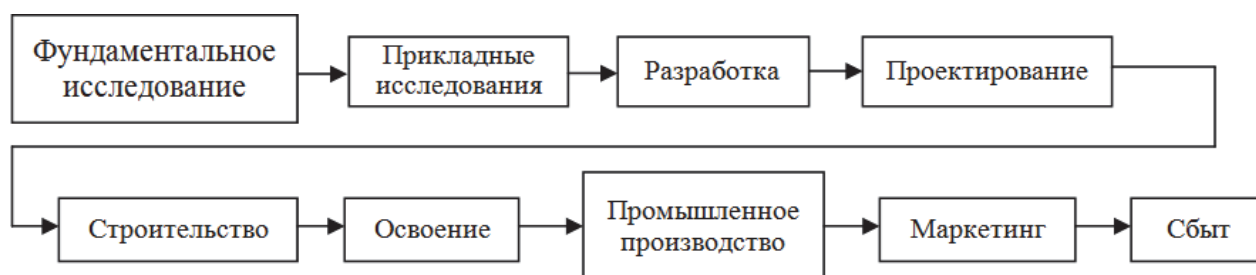 Фундаментальное
исследование
Прикладные
исследования
Разработка
Проектирование
Строительство
Освоение
Промышленное
производство
Маркетинг
Сбыт